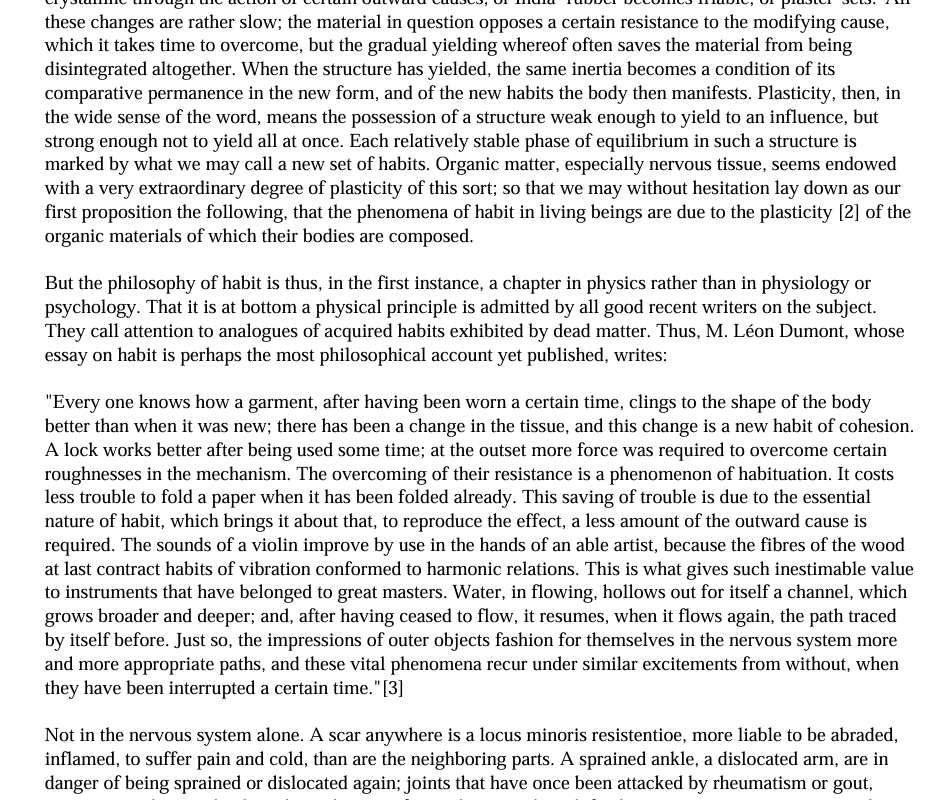 these changes are rather slow; the material in question opposes a certain resistance to the modifying cause,
which it takes time to overcome, but the gradual yielding whereof often saves the material from being
disintegrated altogether. When the structure has yielded, the same inertia becomes a condition of its
comparative permanence in the new form, and of the new habits the body then manifests. Plasticity, then, in
the wide sense of the word, means the possession of a structure weak enough to yield to an influence, but
strong enough not to yield all at once. Each relatively stable phase of equilibrium in such a structure is
marked by what we may call a new set of habits. Organic matter, especially nervous tissue, seems endowed
with a very extraordinary degree of plasticity of this sort; so that we may without hesitation lay down as our
first proposition the following, that the phenomena of habit in living beings are due to the plasticity [2] of the
organic materials of which their bodies are composed.
But the philosophy of habit is thus, in the first instance, a chapter in physics rather than in physiology or
psychology. That it is at bottom a physical principle is admitted by all good recent writers on the subject.
They call attention to analogues of acquired habits exhibited by dead matter. Thus, M. Léon Dumont, whose
essay on habit is perhaps the most philosophical account yet published, writes:
"Every one knows how a garment, after having been worn a certain time, clings to the shape of the body
better than when it was new; there has been a change in the tissue, and this change is a new habit of cohesion.
A lock works better after being used some time; at the outset more force was required to overcome certain
roughnesses in the mechanism. The overcoming of their resistance is a phenomenon of habituation. It costs
less trouble to fold a paper when it has been folded already. This saving of trouble is due to the essential
nature of habit, which brings it about that, to reproduce the effect, a less amount of the outward cause is
required. The sounds of a violin improve by use in the hands of an able artist, because the fibres of the wood
at last contract habits of vibration conformed to harmonic relations. This is what gives such inestimable value
to instruments that have belonged to great masters. Water, in flowing, hollows out for itself a channel, which
grows broader and deeper; and, after having ceased to flow, it resumes, when it flows again, the path traced
by itself before. Just so, the impressions of outer objects fashion for themselves in the nervous system more
and more appropriate paths, and these vital phenomena recur under similar excitements from without, when
they have been interrupted a certain time."[3]
Not in the nervous system alone. A scar anywhere is a locus minoris resistentioe, more liable to be abraded,
inflamed, to suffer pain and cold, than are the neighboring parts. A sprained ankle, a dislocated arm, are in
danger of being sprained or dislocated again; joints that have once been attacked by rheumatism or gout,